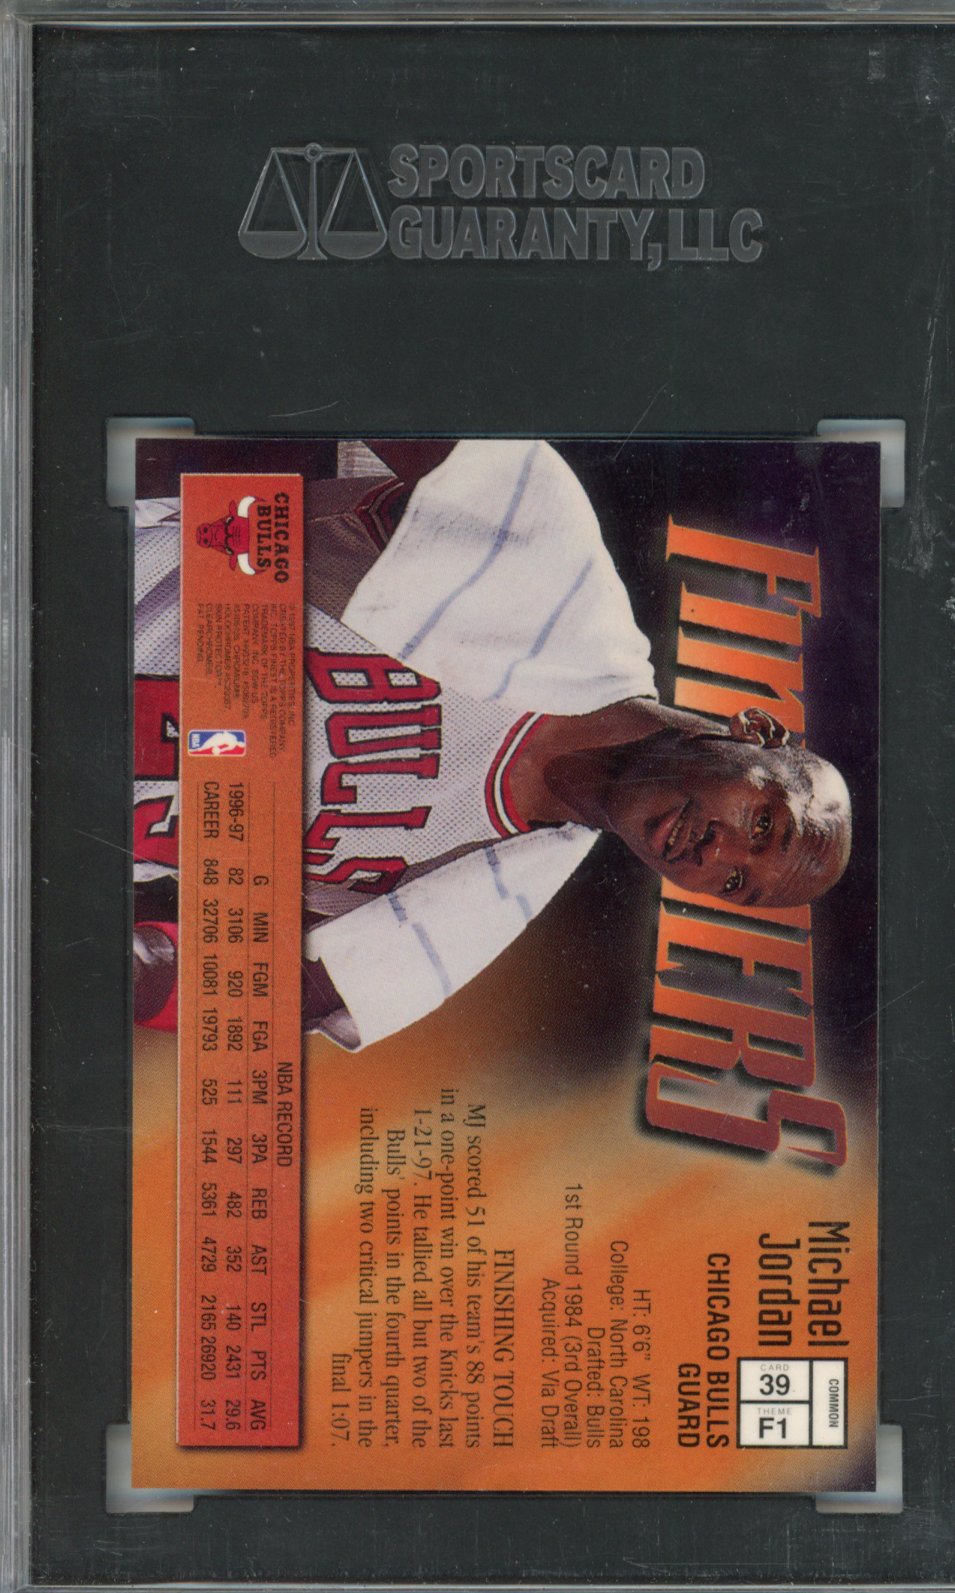 SPORTSCARD
GUARANTY, LLC
FINISHERS
Michael
Jordan
COMMON
CARD
39
THEME
F1
CHICAGO BULLS
GUARD
HT: 6'6" WT: 198
College: North Carolina
Drafted: Bulls
1st Round 1984 (3rd Overall)
Acquired: Via Draft
FINISHING TOUCH
MJ scored 51 of his team's 88 points
in a one-point win over the Knicks last
1-21-97. He tallied all but two of the
Bulls' points in the fourth quarter,
including two critical jumpers in the
final 1:07.
BULLS
CHICAGO
BULLS
NBA
NBA RECORD
G MIN FGM FGA 3PM 3PA REB AST STL PTS AVG
1996-97 82 3106 920 1892 111 297 482 352 140 2431 29.6
CAREER 848 32706 10081 19793 525 1544 5361 4729 2165 26920 31.7